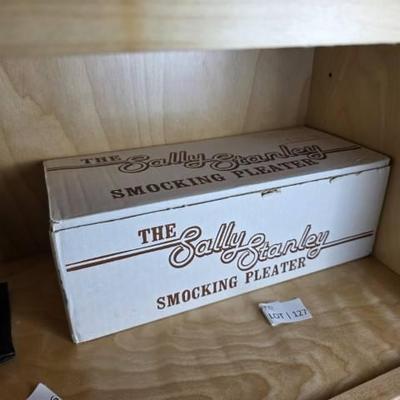 THE Sally Stanley
SMOCKING PLEATER
THE Sally Stanley
SMOCKING PLEATER
LOT | 127